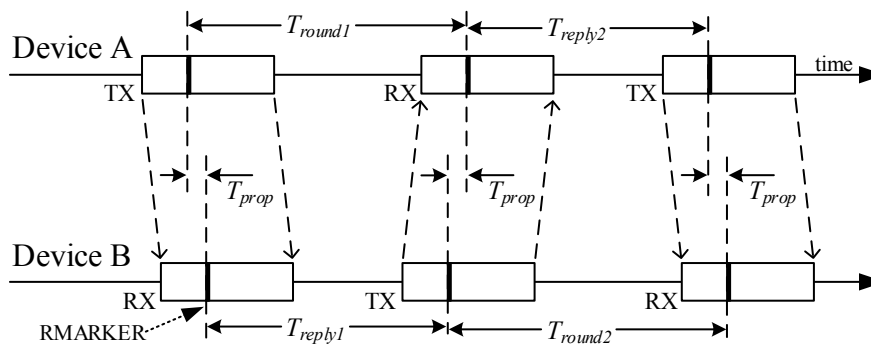 T_round1 T_reply2
Device A
time
TX RX TX
T_prop T_prop T_prop
Device B
RX TX RX
RMARKER T_reply1 T_round2